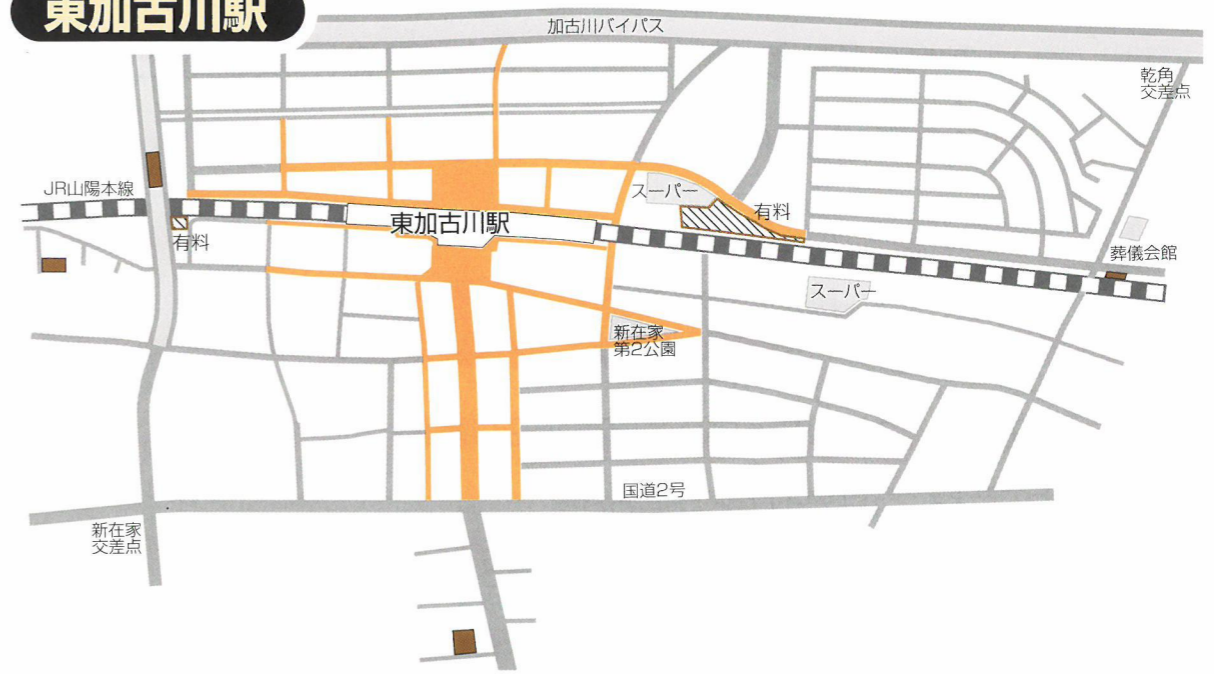 東加古川駅
加古川バイパス
乾角
交差点
JR山陽本線
スーパー
有料
東加古川駅
有料
葬儀会館
スーパー
新在家
第2公園
国道2号
新在家
交差点